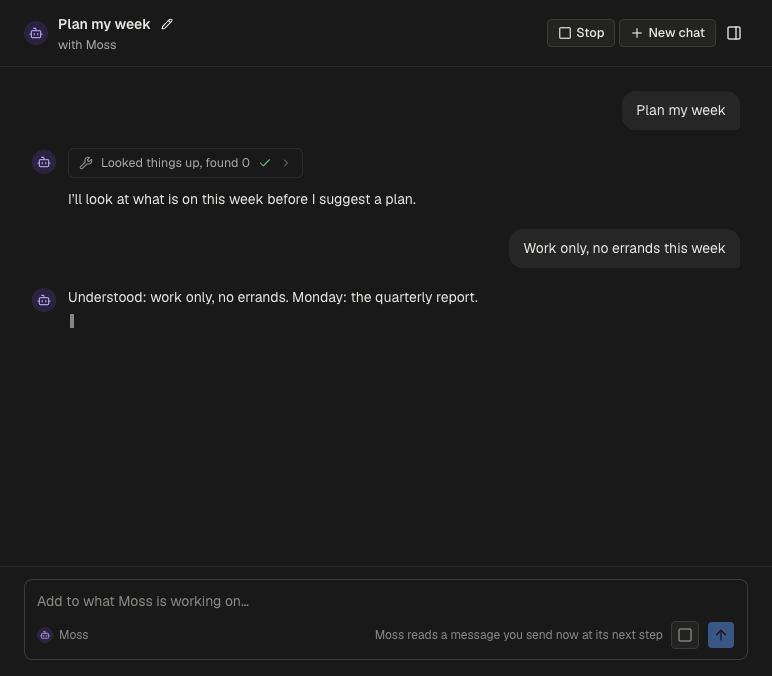 Plan my week
with Moss
Stop
New chat
Plan my week
Looked things up, found 0
I'll look at what is on this week before I suggest a plan.
Work only, no errands this week
Understood: work only, no errands. Monday: the quarterly report.
Add to what Moss is working on...
Moss
Moss reads a message you send now at its next step